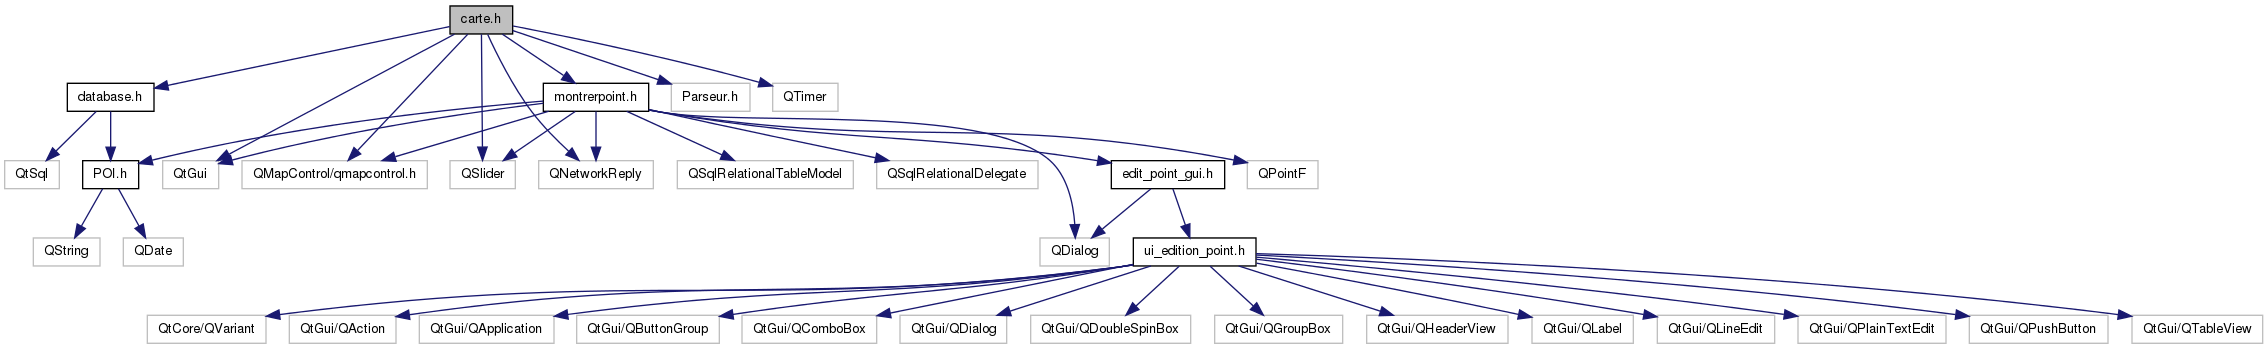 carte.h
database.h
montrerpoint.h
Parseur.h
QTimer
QtSql
POI.h
QtGui
QMapControl/qmapcontrol.h
QSlider
QNetworkReply
QSqlRelationalTableModel
QSqlRelationalDelegate
edit_point_gui.h
QPointF
QString
QDate
QDialog
ui_edition_point.h
QtCore/QVariant
QtGui/QAction
QtGui/QApplication
QtGui/QButtonGroup
QtGui/QComboBox
QtGui/QDialog
QtGui/QDoubleSpinBox
QtGui/QGroupBox
QtGui/QHeaderView
QtGui/QLabel
QtGui/QLineEdit
QtGui/QPlainTextEdit
QtGui/QPushButton
QtGui/QTableView